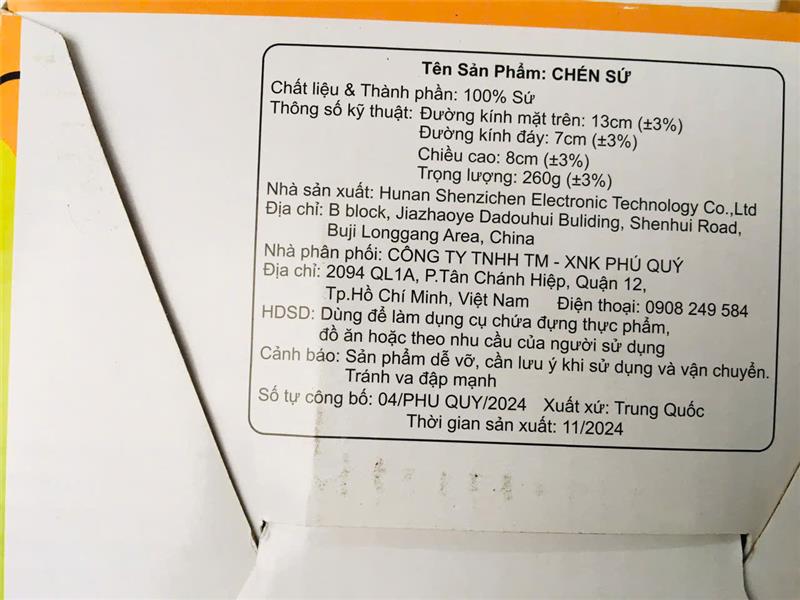 Tên Sản Phẩm: CHÉN SỨ
Chất liệu & Thành phần: 100% Sứ
Thông số kỹ thuật: Đường kính mặt trên: 13cm (±3%)
Đường kính đáy: 7cm (±3%)
Chiều cao: 8cm (±3%)
Trọng lượng: 260g (±3%)
Nhà sản xuất: Hunan Shenzichen Electronic Technology Co.,Ltd
Địa chỉ: B block, Jiazhaoye Dadouhui Buliding, Shenhui Road,
Buji Longgang Area, China
Nhà phân phối: CÔNG TY TNHH TM - XNK PHÚ QUÝ
Địa chỉ: 2094 QL1A, P.Tân Chánh Hiệp, Quận 12,
Tp.Hồ Chí Minh, Việt Nam Điện thoại: 0908 249 584
HDSD: Dùng để làm dụng cụ chứa đựng thực phẩm,
đồ ăn hoặc theo nhu cầu của người sử dụng
Cảnh báo: Sản phẩm dễ vỡ, cần lưu ý khi sử dụng và vận chuyển.
Tránh va đập mạnh
Số tự công bố: 04/PHU QUY/2024 Xuất xứ: Trung Quốc
Thời gian sản xuất: 11/2024